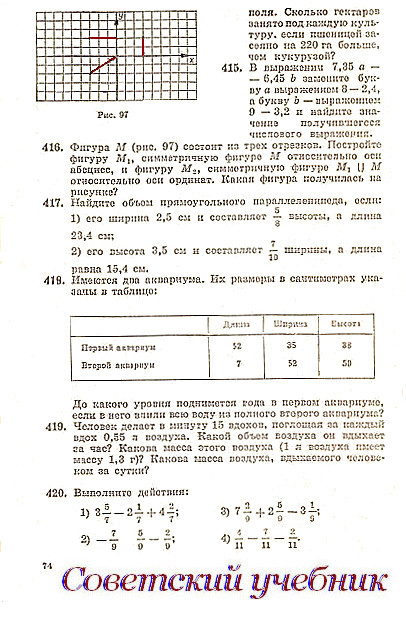 y
x
Рис. 97
поля. Сколько гектаров
занято под каждую куль-
туру, если пшеницей за-
сеяно на 220 га больше,
чем кукурузой?
415. В выражении 7,35 a —
— 6,45 b замените бук-
ву a выражением 8 — 2,4,
а букву b — выражением
9 — 3,2 и найдите зна-
чение получившегося
числового выражения.
416. Фигура M (рис. 97) состоит из трех отрезков. Постройте
фигуру M₁, симметричную фигуре M относительно оси
абсцисс, и фигуру M₂, симметричную фигуре M₁ ⋃ M
относительно оси ординат. Какая фигура получилась на
рисунке?
417. Найдите объем прямоугольного параллелепипеда, если:
1) его ширина 2,5 см и составляет 5/8 высоты, а длина
23,4 см;
2) его высота 3,5 см и составляет 7/10 ширины, а длина
равна 15,4 см.
418. Имеются два аквариума. Их размеры в сантиметрах ука-
заны в таблице:
Длина Ширина Высота
Первый аквариум 52 35 38
Второй аквариум 7 52 50
До какого уровня поднимется вода в первом аквариуме,
если в него влили всю воду из полного второго аквариума?
419. Человек делает в минуту 15 вдохов, поглощая за каждый
вдох 0,55 л воздуха. Какой объем воздуха он вдыхает
за час? Какова масса этого воздуха (1 л воздуха имеет
массу 1,3 г)? Какова масса воздуха, вдыхаемого челове-
ком за сутки?
420. Выполните действия:
1) 3 5/7 — 2 1/7 + 4 2/7; 3) 7 2/9 + 2 5/9 — 3 1/9;
2) — 7/9 5/9 — 2/9; 4) 4/11 — 7/11 — 2/11.
74
Советский учебник